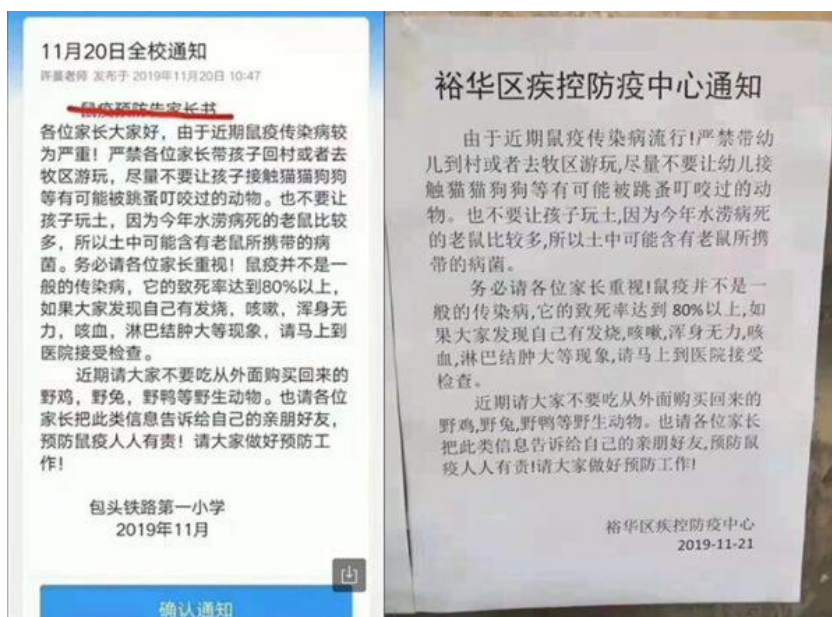 11月20日全校通知
许蕞老师 发布于 2019年11月20日 10:47
鼠疫预防告家长书
各位家长大家好，由于近期鼠疫传染病较
为严重！严禁各位家长带孩子回村或者去
牧区游玩，尽量不要让孩子接触猫猫狗狗
等有可能被跳蚤叮咬过的动物。也不要让
孩子玩土，因为今年水涝病死的老鼠比较
多，所以土中可能含有老鼠所携带的病
菌。务必请各位家长重视！鼠疫并不是一
般的传染病，它的致死率达到80%以上，
如果大家发现自己有发烧，咳嗽，浑身无
力，咳血，淋巴结肿大等现象，请马上到
医院接受检查。
近期请大家不要吃从外面购买回来的
野鸡，野兔，野鸭等野生动物。也请各位
家长把此类信息告诉给自己的亲朋好友，
预防鼠疫人人有责！请大家做好预防工
作！
包头铁路第一小学
2019年11月
确认通知
裕华区疾控防疫中心通知
由于近期鼠疫传染病流行!严禁带幼
儿到村或者去牧区游玩,尽量不要让幼儿接
触猫猫狗狗等有可能被跳蚤叮咬过的动
物。也不要让孩子玩土,因为今年水涝病死
的老鼠比较多,所以土中可能含有老鼠所携
带的病菌。
务必请各位家长重视!鼠疫并不是一
般的传染病,它的致死率达到 80%以上,如
果大家发现自己有发烧,咳嗽,浑身无力,咳
血,淋巴结肿大等现象,请马上到医院接受
检查。
近期请大家不要吃从外面购买回来的
野鸡,野兔,野鸭等野生动物。也请各位家长
把此类信息告诉给自己的亲朋好友,预防鼠
疫人人有责!请大家做好预防工作!
裕华区疾控防疫中心
2019-11-21